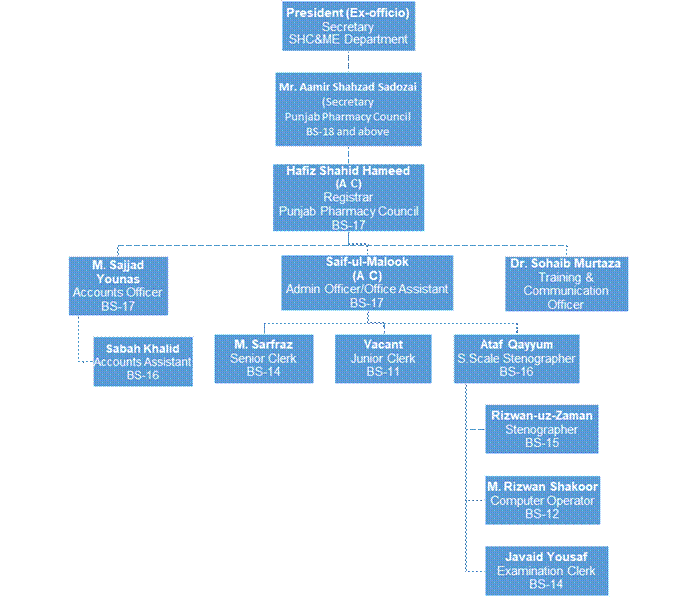 President (Ex-officio)
Secretary
SHC&ME Department
Mr. Aamir Shahzad Sadozai
(Secretary
Punjab Pharmacy Council
BS-18 and above
Hafiz Shahid Hameed
(A C)
Registrar
Punjab Pharmacy Council
BS-17
M. Sajjad
Younas
Accounts Officer
BS-17
Saif-ul-Malook
(A C)
Admin Officer/Office Assistant
BS-17
Dr. Sohaib Murtaza
Training &
Communication
Officer
Sabah Khalid
Accounts Assistant
BS-16
M. Sarfraz
Senior Clerk
BS-14
Vacant
Junior Clerk
BS-11
Ataf Qayyum
S.Scale Stenographer
BS-16
Rizwan-uz-Zaman
Stenographer
BS-15
M. Rizwan Shakoor
Computer Operator
BS-12
Javaid Yousaf
Examination Clerk
BS-14